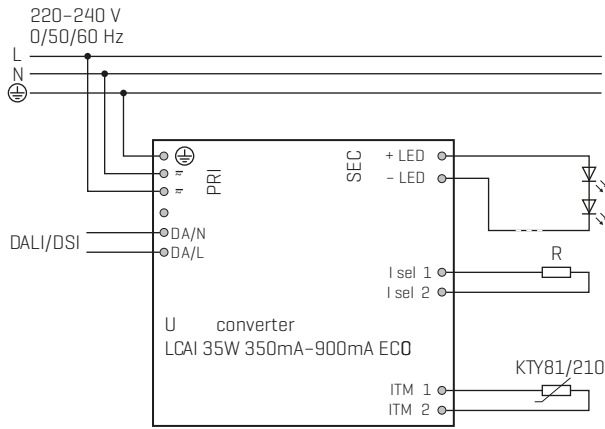 220–240 V
0/50/60 Hz
L
N
PRI
SEC
+ LED
– LED
DA/N
DA/L
DALI/DSI
R
I sel 1
I sel 2
U converter
LCAI 35W 350mA–900mA ECO
KTY81/210
ITM 1
ITM 2